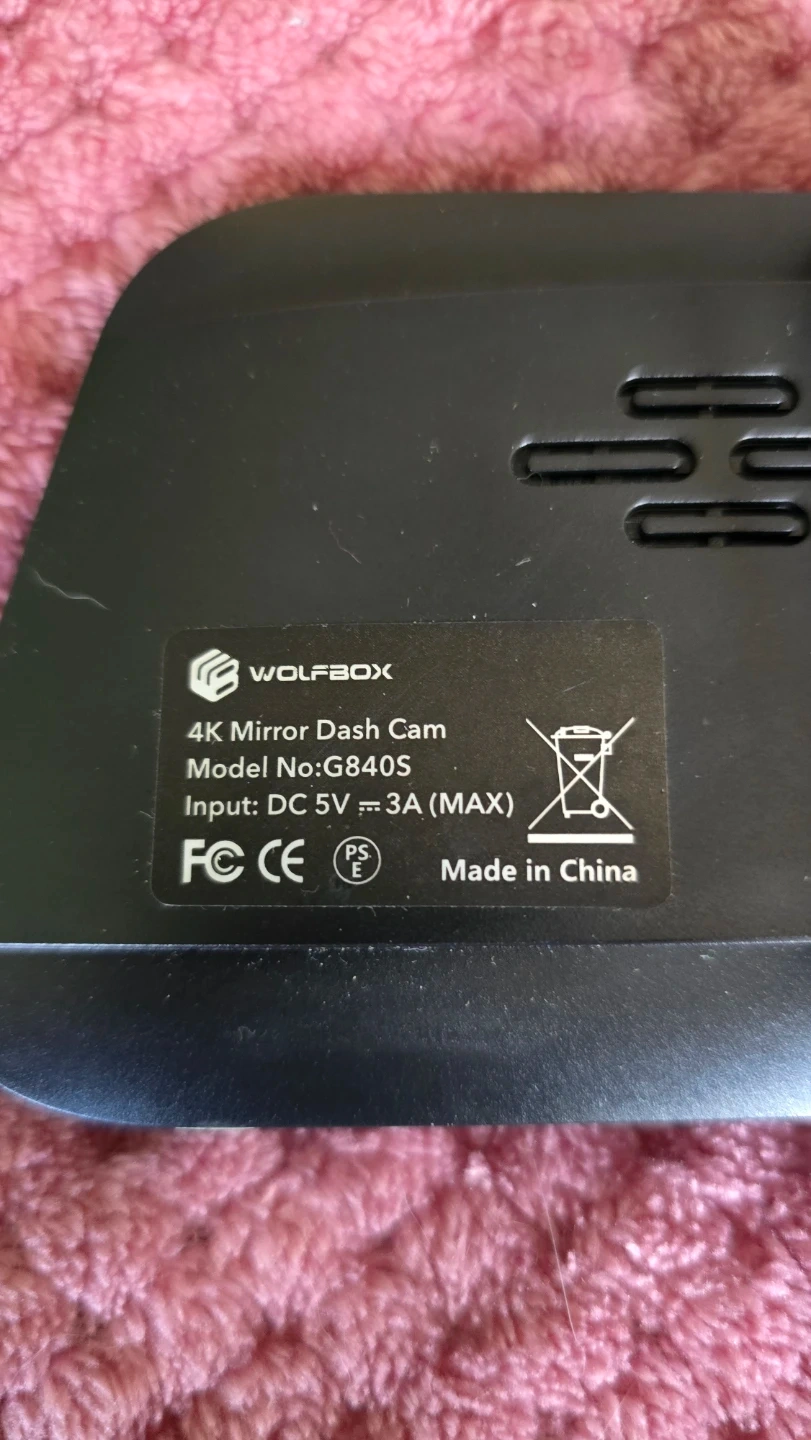 WOLFBOX
4K Mirror Dash Cam
Model No:G840S
Input: DC 5V ⎓ 3A (MAX)
FC CE PS E
Made in China